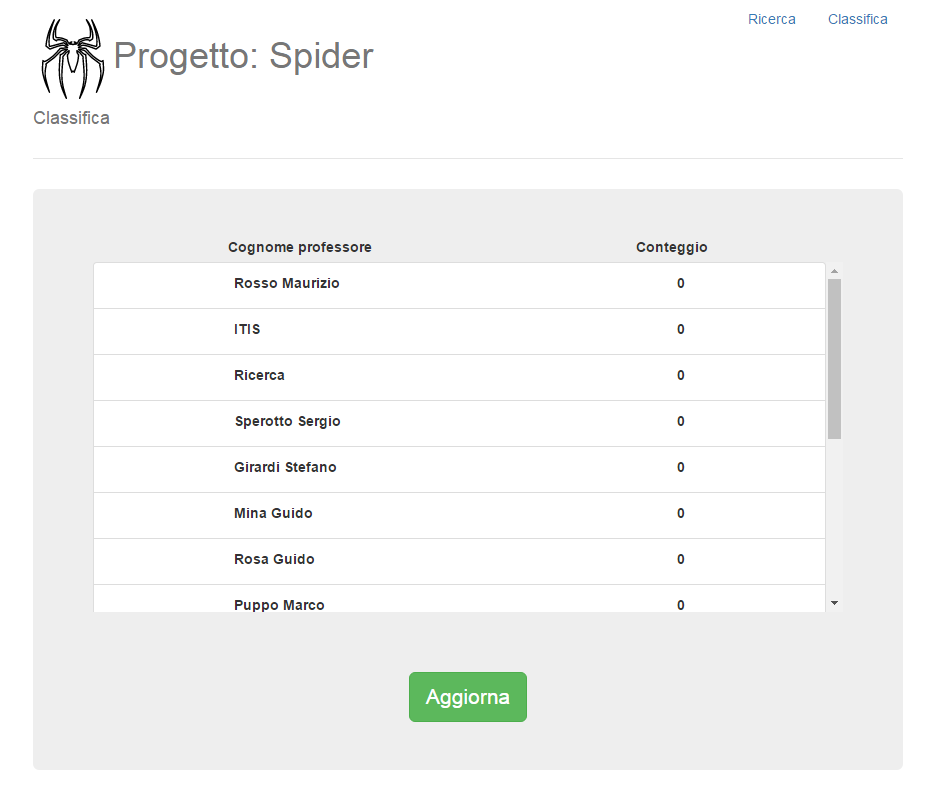 Ricerca Classifica
Progetto: Spider
Classifica
Cognome professore Conteggio
Rosso Maurizio 0
ITIS 0
Ricerca 0
Sperotto Sergio 0
Girardi Stefano 0
Mina Guido 0
Rosa Guido 0
Puppo Marco 0
Aggiorna